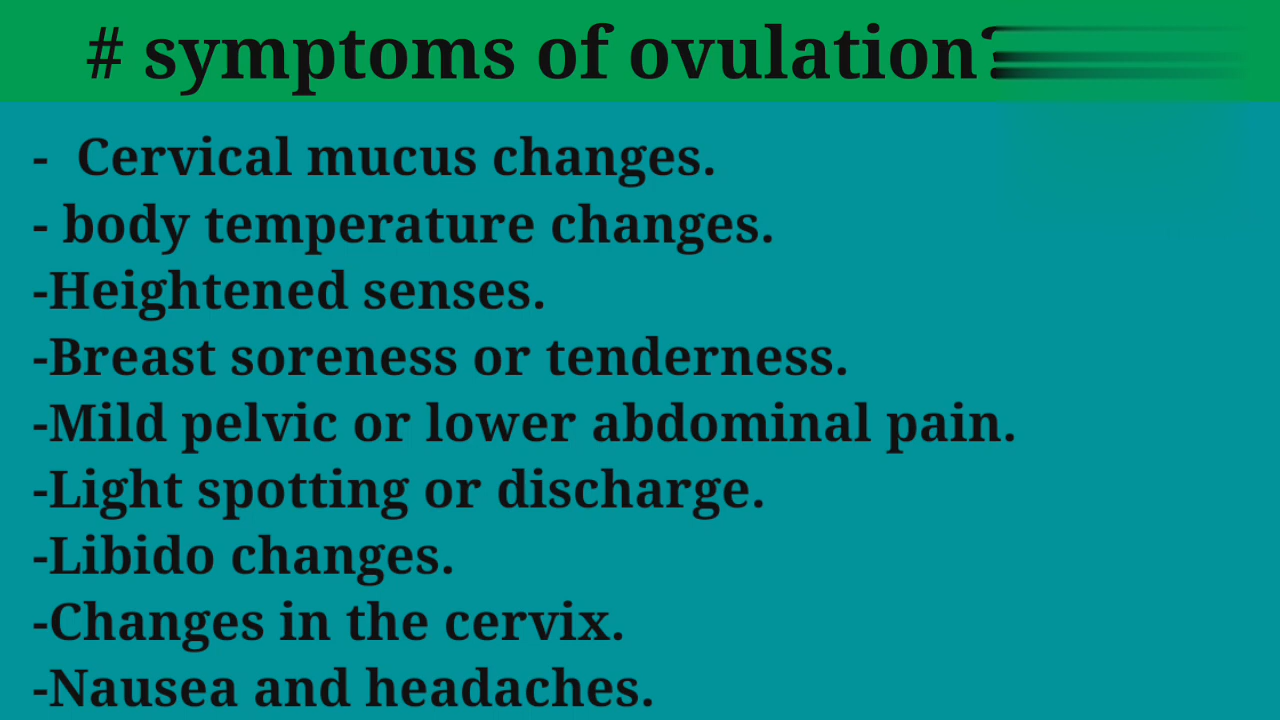 # symptoms of ovulation?
- Cervical mucus changes.
- body temperature changes.
-Heightened senses.
-Breast soreness or tenderness.
-Mild pelvic or lower abdominal pain.
-Light spotting or discharge.
-Libido changes.
-Changes in the cervix.
-Nausea and headaches.